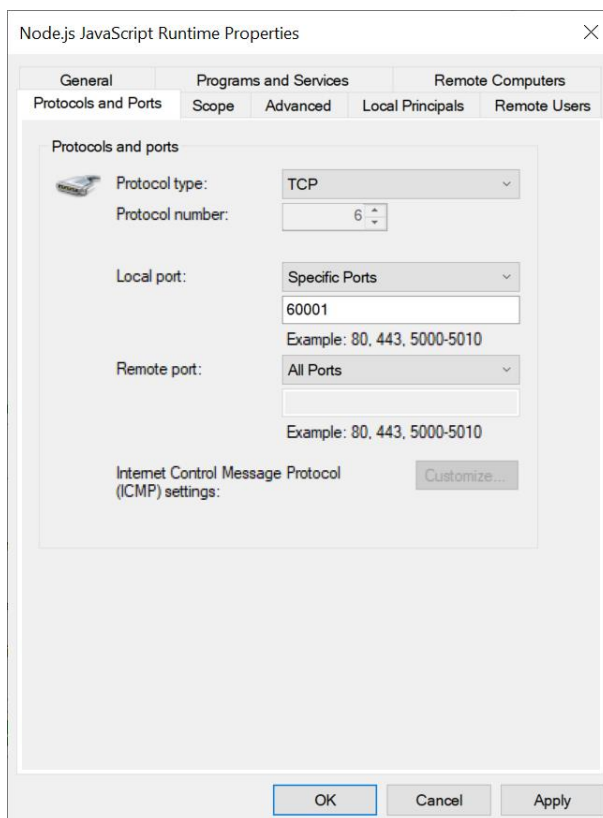 Node.js JavaScript Runtime Properties
General Programs and Services Remote Computers
Protocols and Ports Scope Advanced Local Principals Remote Users
Protocols and ports
Protocol type: TCP
Protocol number: 6
Local port: Specific Ports
60001
Example: 80, 443, 5000-5010
Remote port: All Ports
Example: 80, 443, 5000-5010
Internet Control Message Protocol Customize...
(ICMP) settings:
OK Cancel Apply